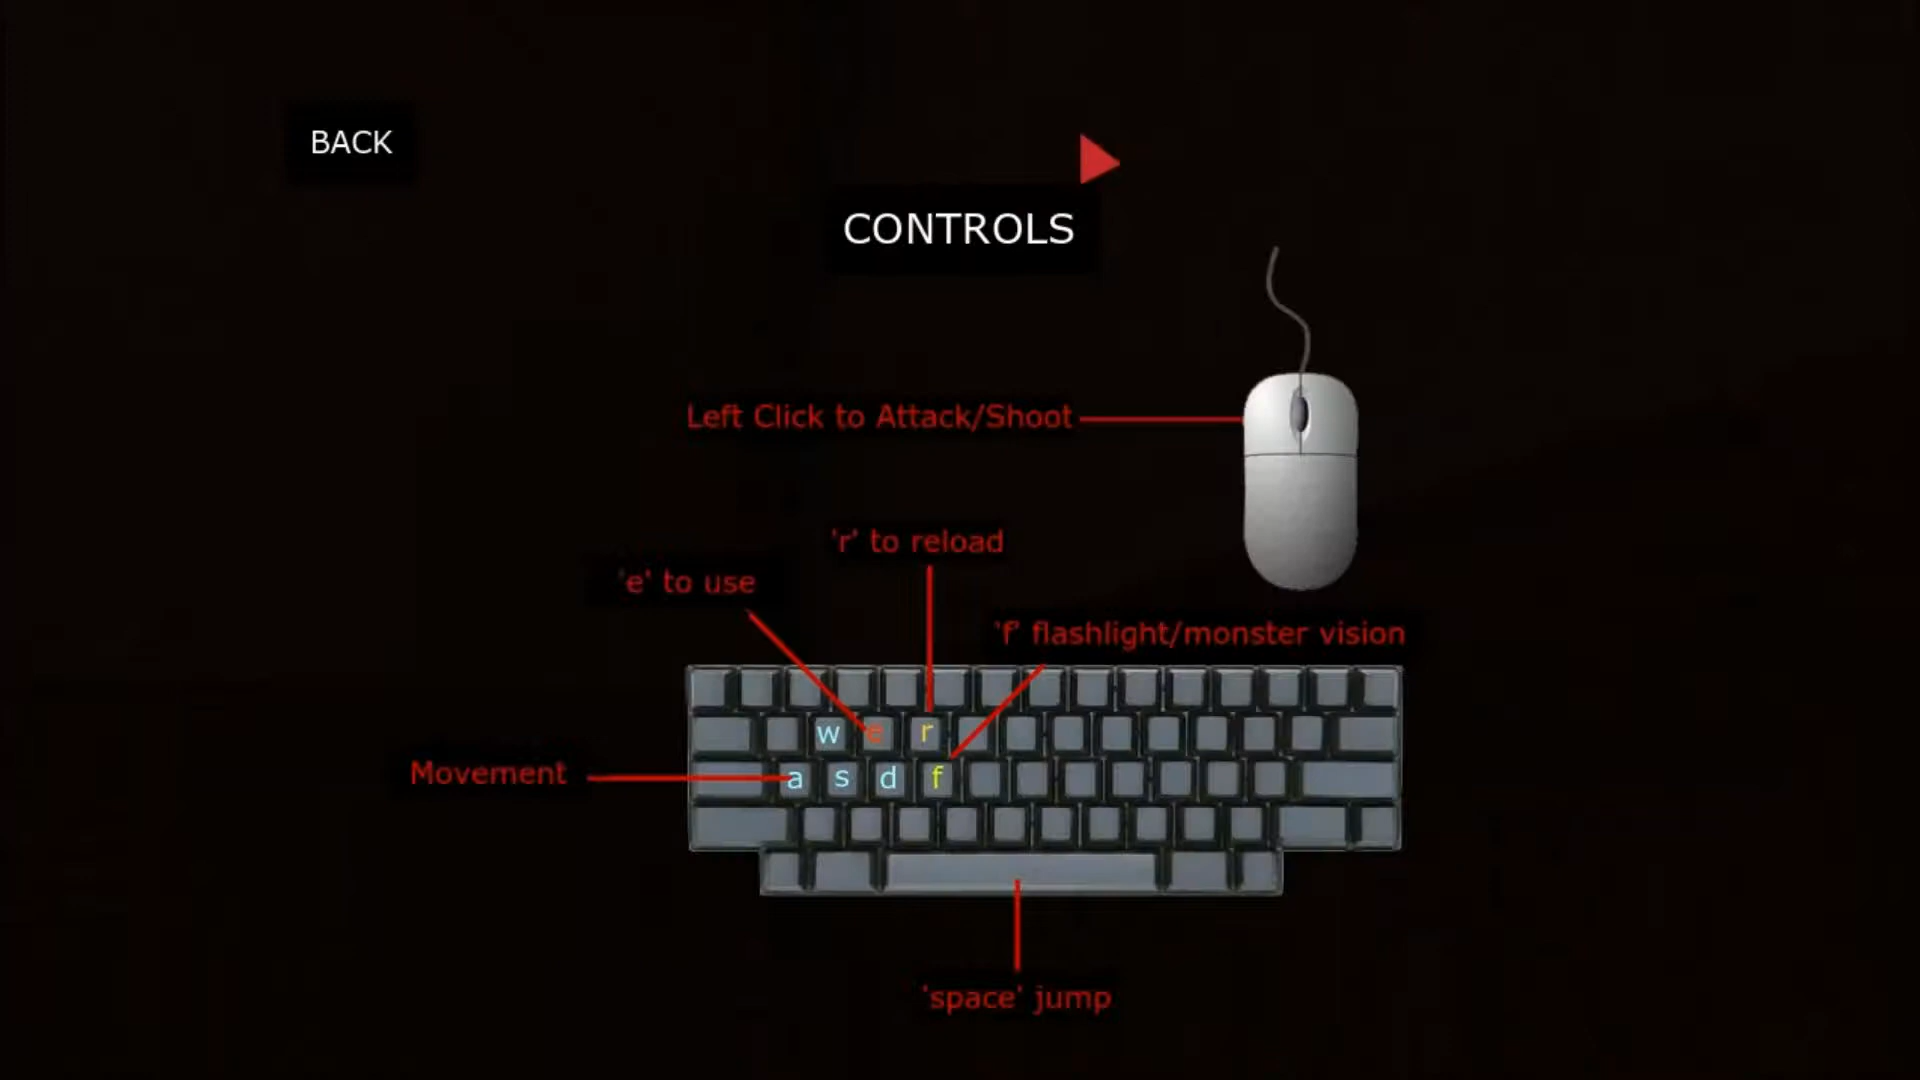 BACK
CONTROLS
Left Click to Attack/Shoot
'r' to reload
'e' to use
'f' flashlight/monster vision
w e r
Movement
a s d f
'space' jump